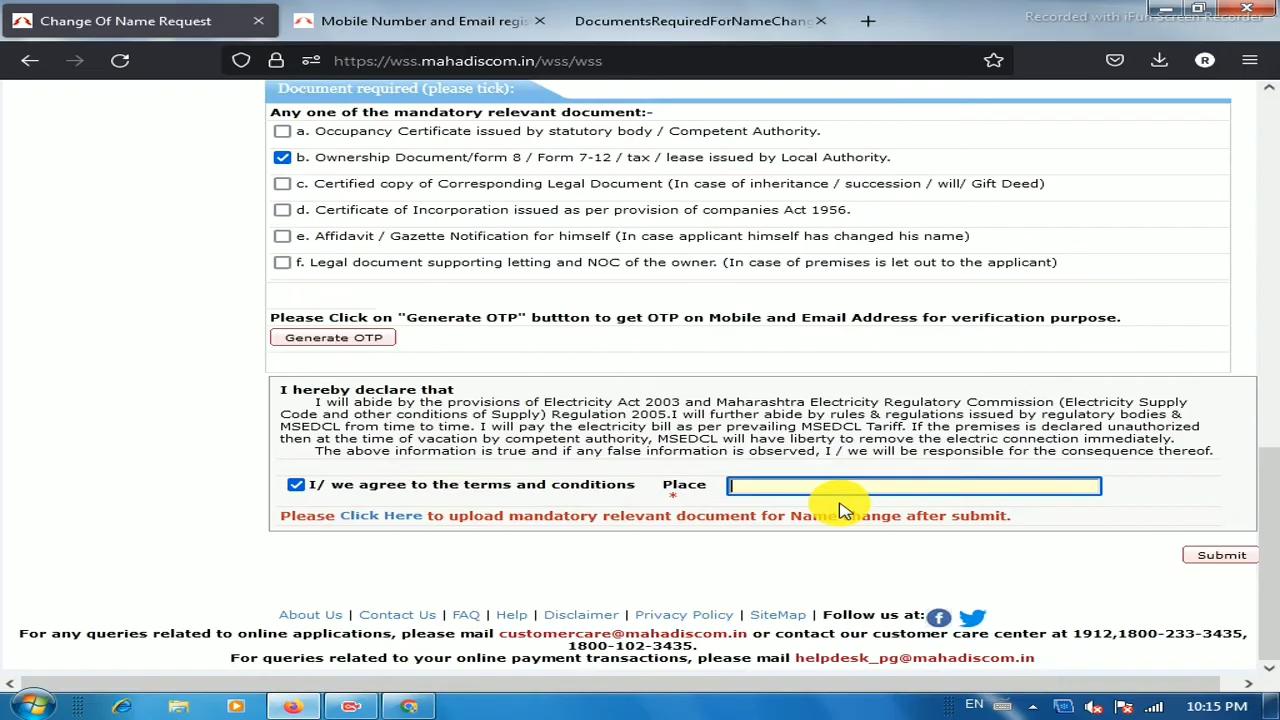 Change Of Name Request
Mobile Number and Email regis
DocumentsRequiredForNameChang
Recorded with iFun Screen Recorder
https://wss.mahadiscom.in/wss/wss
R
Document required (please tick):
Any one of the mandatory relevant document:-
a. Occupancy Certificate issued by statutory body / Competent Authority.
b. Ownership Document/form 8 / Form 7-12 / tax / lease issued by Local Authority.
c. Certified copy of Corresponding Legal Document (In case of inheritance / succession / will/ Gift Deed)
d. Certificate of Incorporation issued as per provision of companies Act 1956.
e. Affidavit / Gazette Notification for himself (In case applicant himself has changed his name)
f. Legal document supporting letting and NOC of the owner. (In case of premises is let out to the applicant)
Please Click on "Generate OTP" buttton to get OTP on Mobile and Email Address for verification purpose.
Generate OTP
I hereby declare that
I will abide by the provisions of Electricity Act 2003 and Maharashtra Electricity Regulatory Commission (Electricity Supply
Code and other conditions of Supply) Regulation 2005.I will further abide by rules & regulations issued by regulatory bodies &
MSEDCL from time to time. I will pay the electricity bill as per prevailing MSEDCL Tariff. If the premises is declared unauthorized
then at the time of vacation by competent authority, MSEDCL will have liberty to remove the electric connection immediately.
The above information is true and if any false information is observed, I / we will be responsible for the consequence thereof.
I/ we agree to the terms and conditions Place
*
Please Click Here to upload mandatory relevant document for Name change after submit.
Submit
About Us | Contact Us | FAQ | Help | Disclaimer | Privacy Policy | SiteMap | Follow us at:
For any queries related to online applications, please mail customercare@mahadiscom.in or contact our customer care center at 1912,1800-233-3435,
1800-102-3435.
For queries related to your online payment transactions, please mail helpdesk_pg@mahadiscom.in
EN
10:15 PM